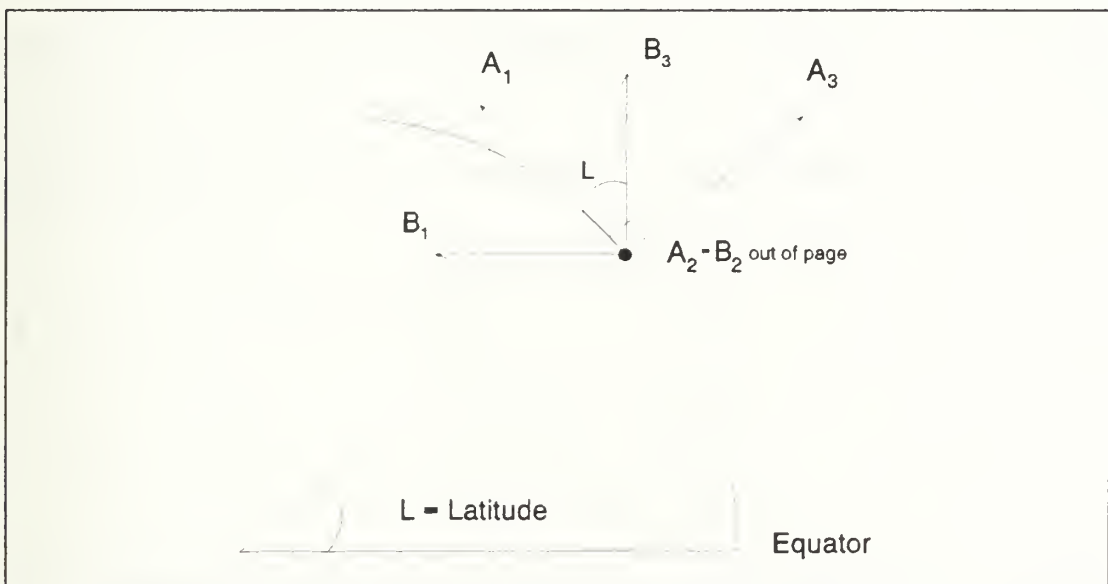 B₃
A₁
A₃
L
B₁
A₂ - B₂ out of page
L = Latitude
Equator